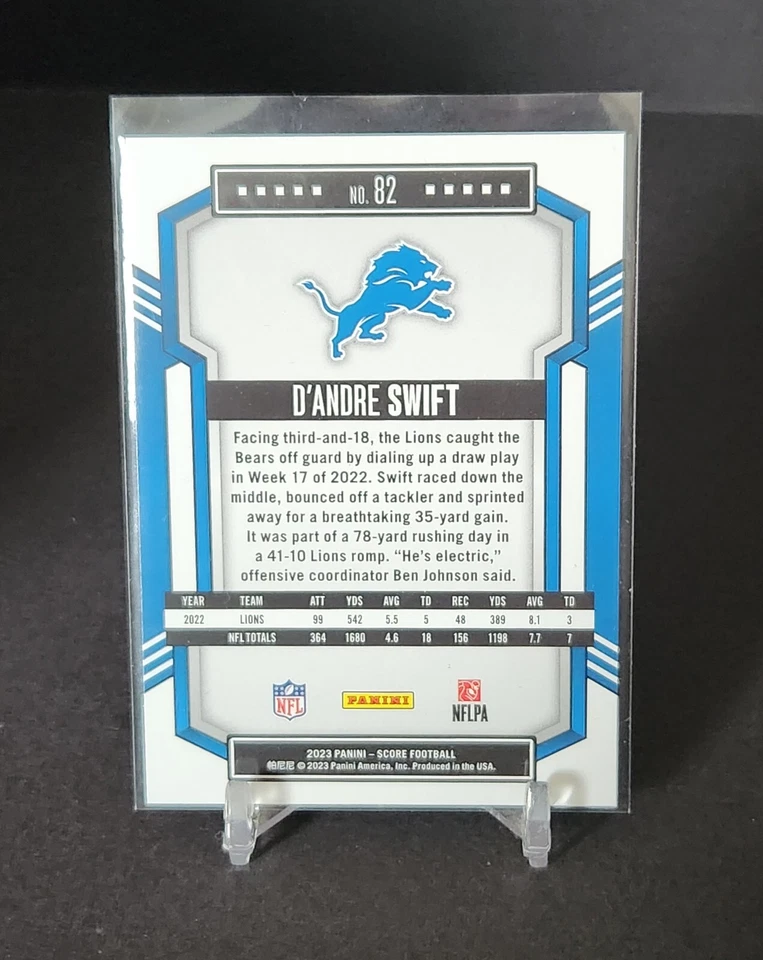 NO. 82
D'ANDRE SWIFT
Facing third-and-18, the Lions caught the
Bears off guard by dialing up a draw play
in Week 17 of 2022. Swift raced down the
middle, bounced off a tackler and sprinted
away for a breathtaking 35-yard gain.
It was part of a 78-yard rushing day in
a 41-10 Lions romp. “He’s electric,”
offensive coordinator Ben Johnson said.
YEAR TEAM ATT YDS AVG TD REC YDS AVG TD
2022 LIONS 99 542 5.5 5 48 389 8.1 3
NFL TOTALS 364 1680 4.6 18 156 1198 7.7 7
NFL PANINI NFLPA
2023 PANINI – SCORE FOOTBALL
帕尼尼 © 2023 Panini America, Inc. Produced in the USA.